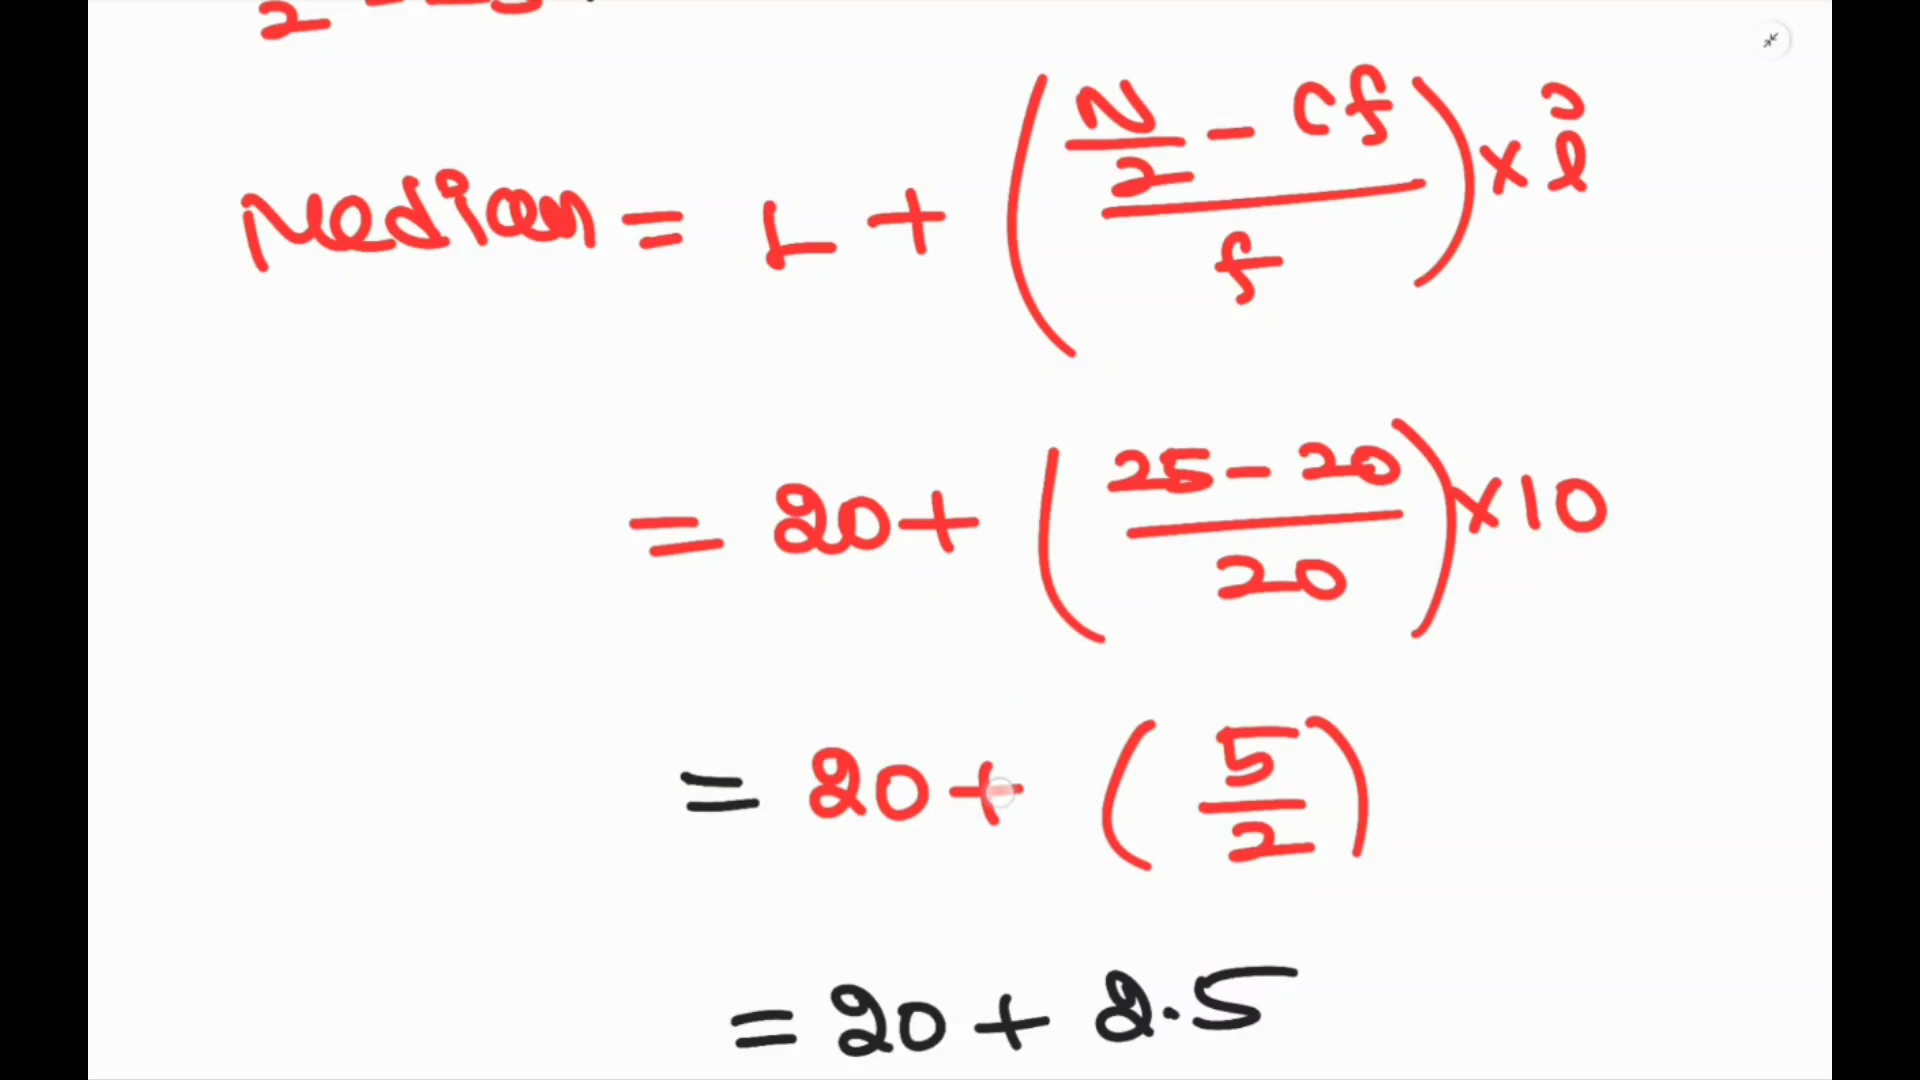 Median = L + (N/2 - cf / f) × i
= 20 + (25 - 20 / 20) × 10
= 20 + (5/2)
= 20 + 2.5